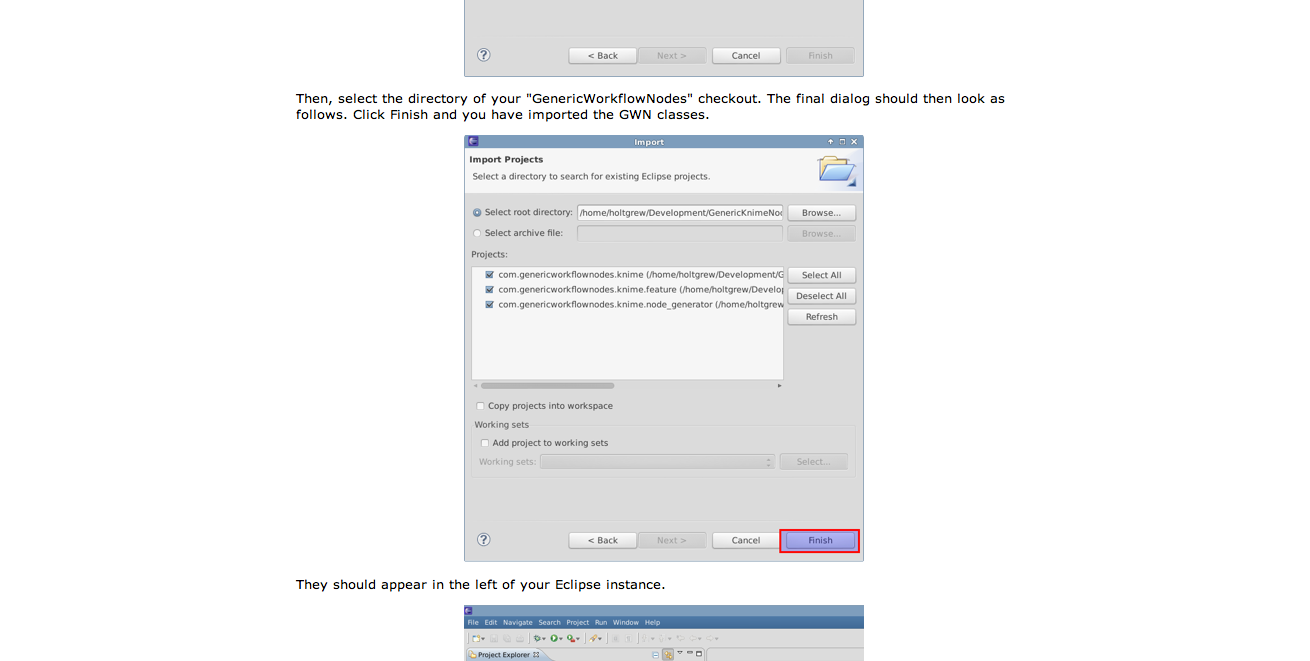 < Back Next > Cancel Finish
Then, select the directory of your "GenericWorkflowNodes" checkout. The final dialog should then look as
follows. Click Finish and you have imported the GWN classes.
Import
Import Projects
Select a directory to search for existing Eclipse projects.
Select root directory: /home/holtgrew/Development/GenericKnimeNo Browse...
Select archive file: Browse...
Projects:
com.genericworkflownodes.knime (/home/holtgrew/Development/G Select All
com.genericworkflownodes.knime.feature (/home/holtgrew/Develop Deselect All
com.genericworkflownodes.knime.node_generator (/home/holtgrew Refresh
Copy projects into workspace
Working sets
Add project to working sets
Working sets: Select...
< Back Next > Cancel Finish
They should appear in the left of your Eclipse instance.
File Edit Navigate Search Project Run Window Help
Project Explorer